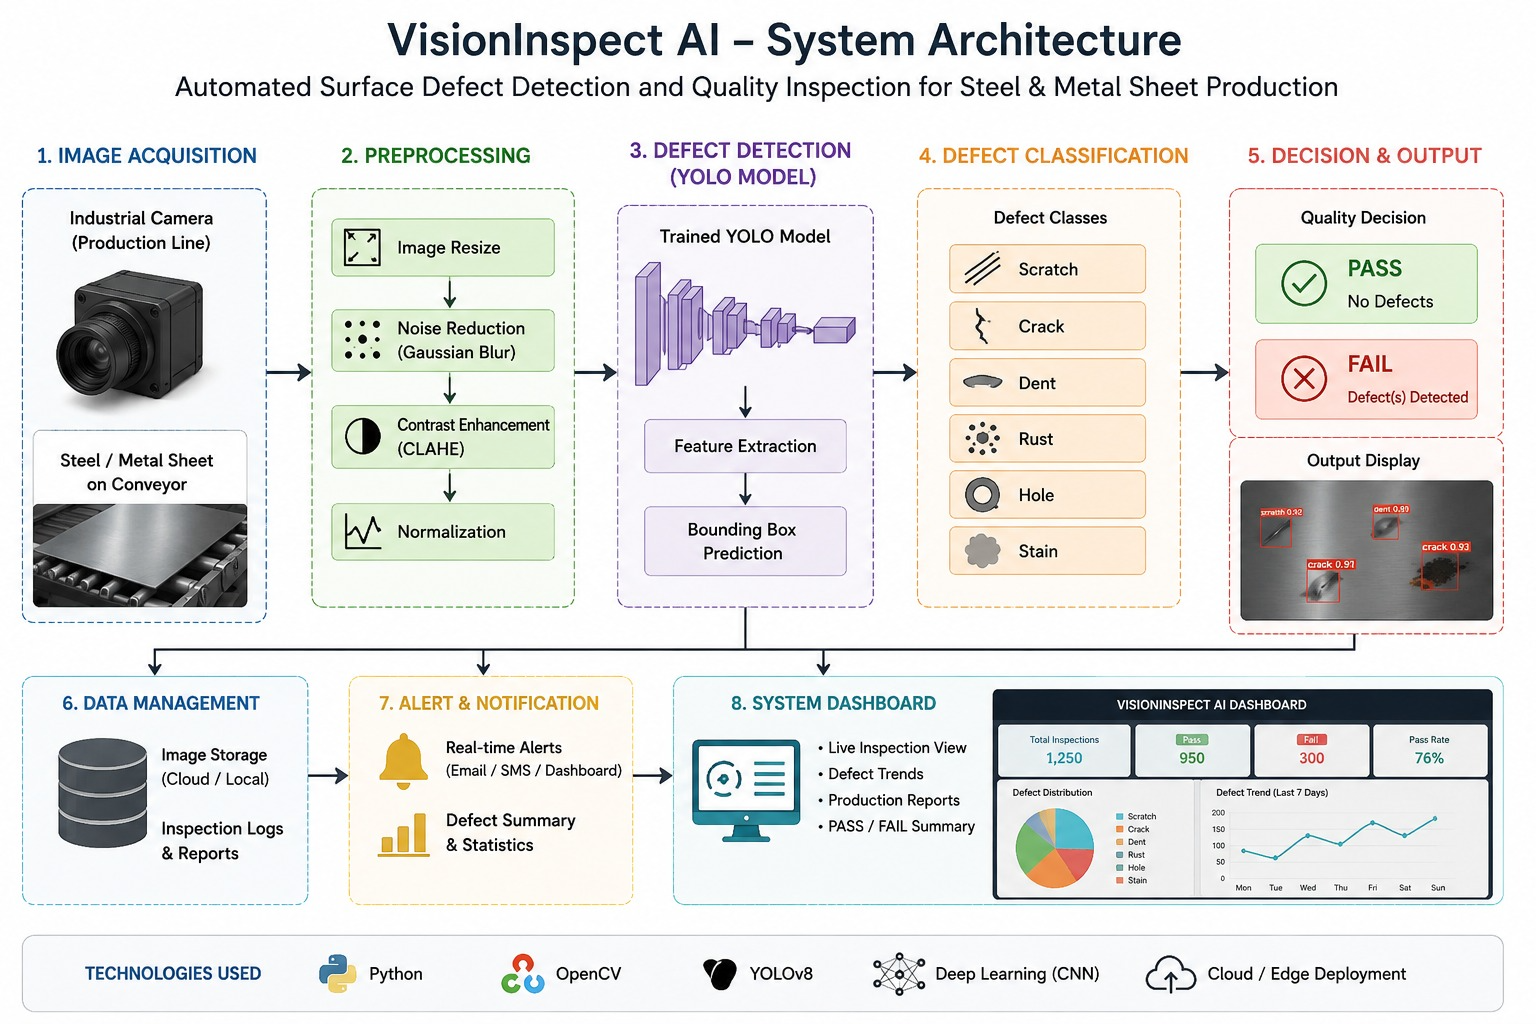 VisionInspect AI – System Architecture
Automated Surface Defect Detection and Quality Inspection for Steel & Metal Sheet Production
1. IMAGE ACQUISITION
Industrial Camera
(Production Line)
Steel / Metal Sheet
on Conveyor
2. PREPROCESSING
Image Resize
Noise Reduction
(Gaussian Blur)
Contrast Enhancement
(CLAHE)
Normalization
3. DEFECT DETECTION
(YOLO MODEL)
Trained YOLO Model
Feature Extraction
Bounding Box
Prediction
4. DEFECT CLASSIFICATION
Defect Classes
Scratch
Crack
Dent
Rust
Hole
Stain
5. DECISION & OUTPUT
Quality Decision
PASS
No Defects
FAIL
Defect(s) Detected
Output Display
dent 0.90
crack 0.93
6. DATA MANAGEMENT
Image Storage
(Cloud / Local)
Inspection Logs
& Reports
7. ALERT & NOTIFICATION
Real-time Alerts
(Email / SMS / Dashboard)
Defect Summary
& Statistics
8. SYSTEM DASHBOARD
• Live Inspection View
• Defect Trends
• Production Reports
• PASS / FAIL Summary
VISIONINSPECT AI DASHBOARD
Total Inspections
1,250
Pass
950
Fail
300
Pass Rate
76%
Defect Distribution
Scratch
Crack
Dent
Rust
Hole
Stain
Defect Trend (Last 7 Days)
200
150
100
50
0
Mon Tue Wed Thu Fri Sat Sun
TECHNOLOGIES USED
Python
OpenCV
YOLOv8
Deep Learning (CNN)
Cloud / Edge Deployment